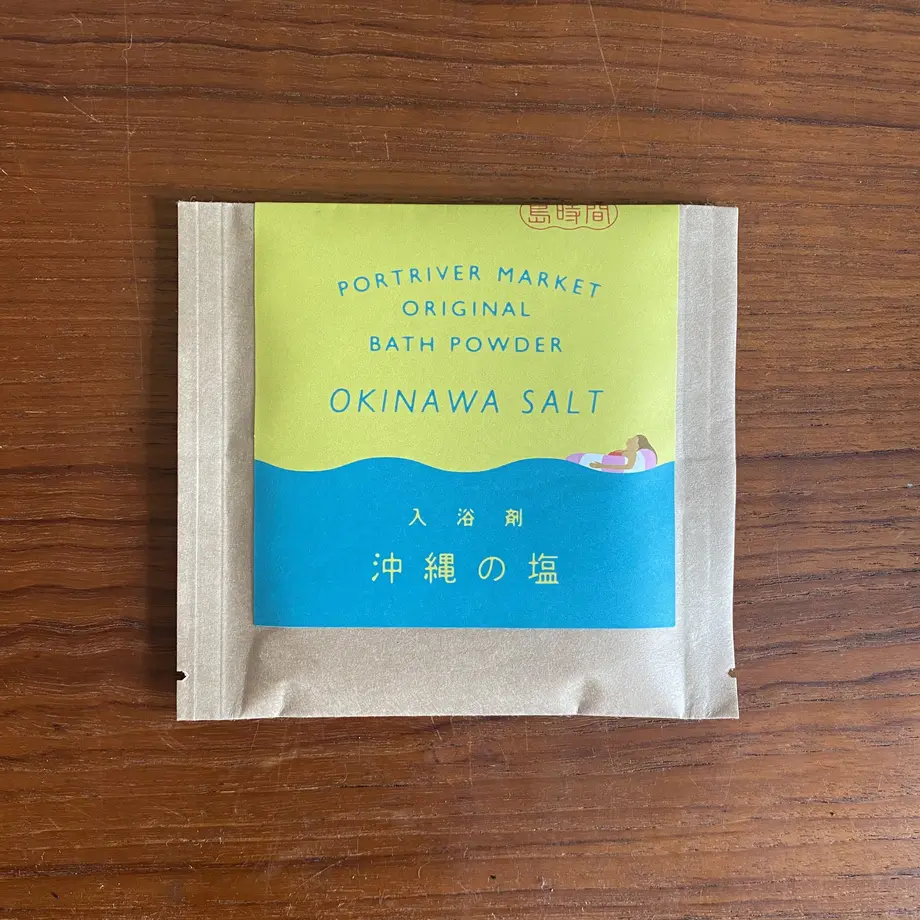 島時間
PORTRIVER MARKET
ORIGINAL
BATH POWDER
OKINAWA SALT
入浴剤
沖縄の塩